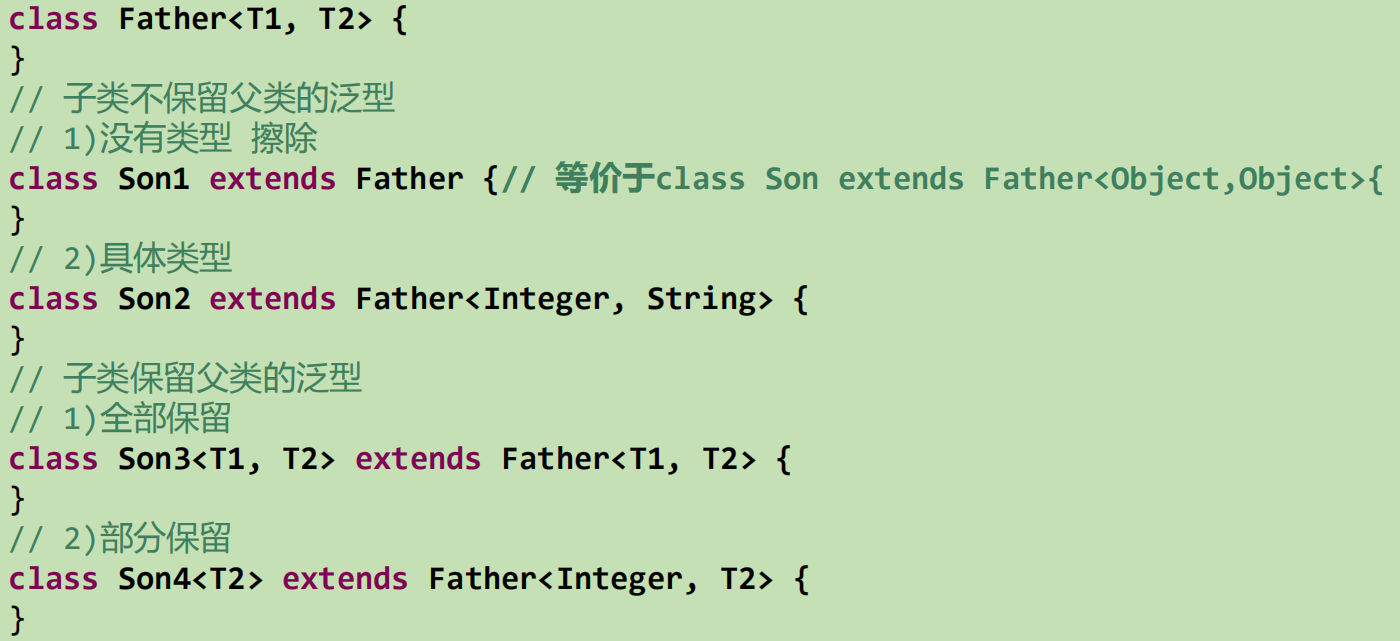 class Father<T1, T2> {
}
// 子类不保留父类的泛型
// 1)没有类型 擦除
class Son1 extends Father {// 等价于class Son extends Father<Object,Object>{
}
// 2)具体类型
class Son2 extends Father<Integer, String> {
}
// 子类保留父类的泛型
// 1)全部保留
class Son3<T1, T2> extends Father<T1, T2> {
}
// 2)部分保留
class Son4<T2> extends Father<Integer, T2> {
}